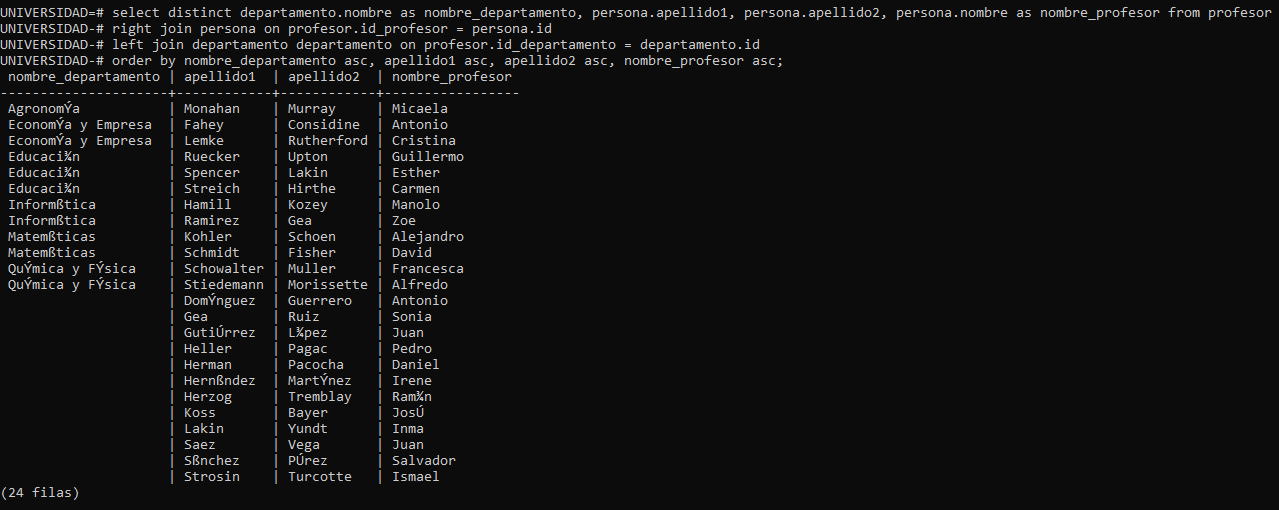 UNIVERSIDAD=# select distinct departamento.nombre as nombre_departamento, persona.apellido1, persona.apellido2, persona.nombre as nombre_profesor from profesor
UNIVERSIDAD-# right join persona on profesor.id_profesor = persona.id
UNIVERSIDAD-# left join departamento departamento on profesor.id_departamento = departamento.id
UNIVERSIDAD-# order by nombre_departamento asc, apellido1 asc, apellido2 asc, nombre_profesor asc;
 nombre_departamento | apellido1  | apellido2  | nombre_profesor
---------------------+------------+------------+-----------------
 AgronomÝa           | Monahan    | Murray     | Micaela
 EconomÝa y Empresa  | Fahey      | Considine  | Antonio
 EconomÝa y Empresa  | Lemke      | Rutherford | Cristina
 Educaci¾n           | Ruecker    | Upton      | Guillermo
 Educaci¾n           | Spencer    | Lakin      | Esther
 Educaci¾n           | Streich    | Hirthe     | Carmen
 Informßtica         | Hamill     | Kozey      | Manolo
 Informßtica         | Ramirez    | Gea        | Zoe
 Matemßticas         | Kohler     | Schoen     | Alejandro
 Matemßticas         | Schmidt    | Fisher     | David
 QuÝmica y FÝsica    | Schowalter | Muller     | Francesca
 QuÝmica y FÝsica    | Stiedemann | Morissette | Alfredo
                     | DomÝnguez  | Guerrero   | Antonio
                     | Gea        | Ruiz       | Sonia
                     | GutiÚrrez  | L¾pez      | Juan
                     | Heller     | Pagac      | Pedro
                     | Herman     | Pacocha    | Daniel
                     | Hernßndez  | MartÝnez   | Irene
                     | Herzog     | Tremblay   | Ram¾n
                     | Koss       | Bayer      | JosÚ
                     | Lakin      | Yundt      | Inma
                     | Saez       | Vega       | Juan
                     | Sßnchez    | PÚrez      | Salvador
                     | Strosin    | Turcotte   | Ismael
(24 filas)